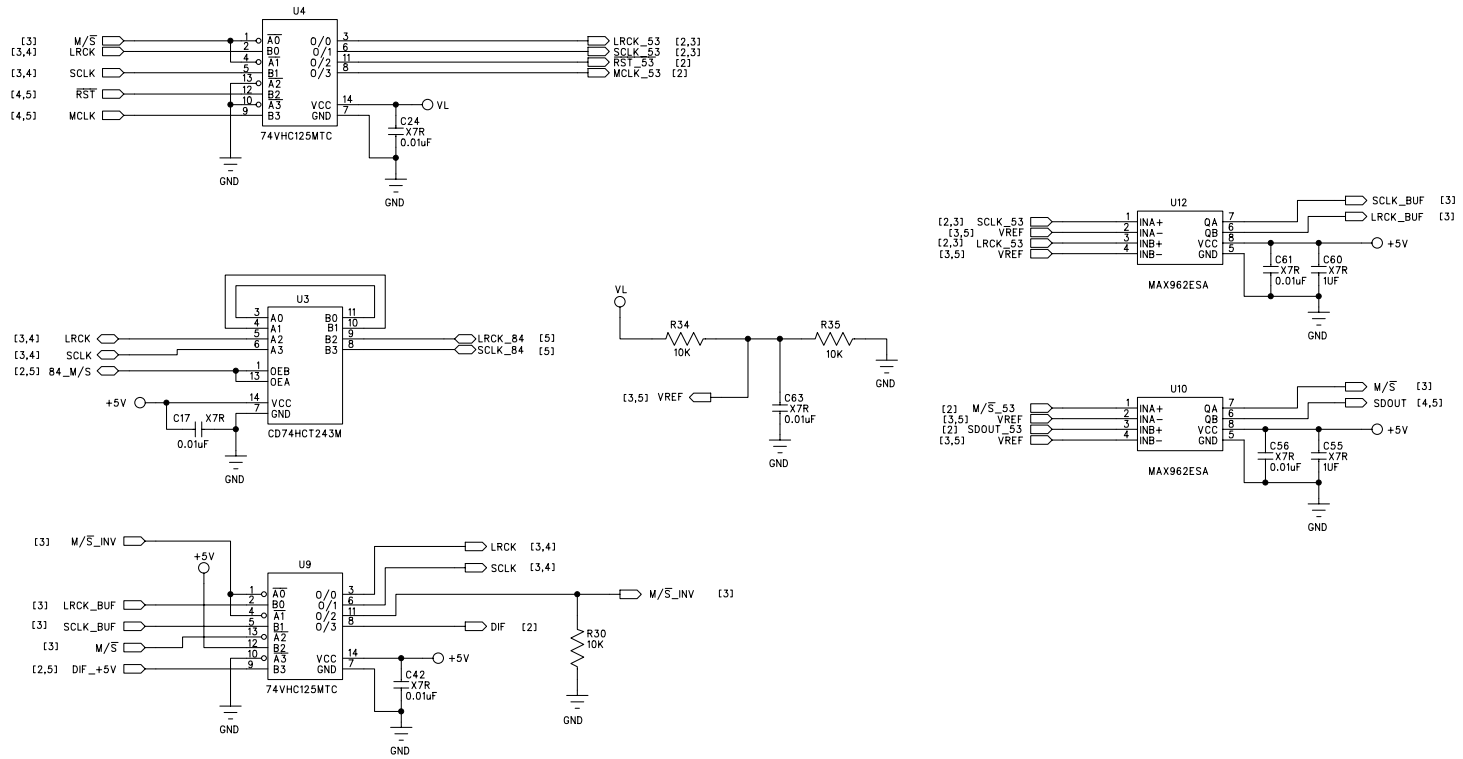 U4
[3] M/S̅
[3,4] LRCK
[3,4] SCLK
[4,5] R̅S̅T̅
[4,5] MCLK
1 A̅0̅
2 B0
4 A̅1̅
5 B1
13 A̅2̅
12 B2
10 A̅3̅
9 B3
O/0 3
O/1 6
O/2 11
O/3 8
VCC 14
GND 7
LRCK_53 [2,3]
SCLK_53 [2,3]
R̅S̅T̅_53 [2]
MCLK_53 [2]
VL
C24
X7R
0.01uF
74VHC125MTC
GND
GND
U3
[3,4] LRCK
[3,4] SCLK
[2,5] 84_M/S
3 A0
4 A1
5 A2
6 A3
1 OEB
13 OEA
14 VCC
7 GND
B0 11
B1 10
B2 9
B3 8
LRCK_84 [5]
SCLK_84 [5]
+5V
C17 X7R
0.01uF
CD74HCT243M
GND
VL
R34
10K
R35
10K
GND
[3,5] VREF
C63
X7R
0.01uF
GND
U12
[2,3] SCLK_53
[3,5] VREF
[2,3] LRCK_53
[3,5] VREF
1 INA+
2 INA-
3 INB+
4 INB-
QA 7
QB 6
VCC 8
GND 5
SCLK_BUF [3]
LRCK_BUF [3]
+5V
C61
X7R
0.01uF
C60
X7R
1UF
MAX962ESA
GND
U10
[2] M/S̅_53
[3,5] VREF
[2] SDOUT_53
[3,5] VREF
1 INA+
2 INA-
3 INB+
4 INB-
QA 7
QB 6
VCC 8
GND 5
M/S̅ [3]
SDOUT [4,5]
+5V
C56
X7R
0.01uF
C55
X7R
1UF
MAX962ESA
GND
U9
[3] M/S̅_INV
+5V
[3] LRCK_BUF
[3] SCLK_BUF
[3] M/S̅
[2,5] DIF_+5V
1 A̅0̅
2 B0
4 A̅1̅
5 B1
13 A̅2̅
12 B2
10 A̅3̅
9 B3
O/0 3
O/1 6
O/2 11
O/3 8
VCC 14
GND 7
LRCK [3,4]
SCLK [3,4]
M/S̅_INV [3]
DIF [2]
R30
10K
GND
+5V
C42
X7R
0.01uF
74VHC125MTC
GND
GND